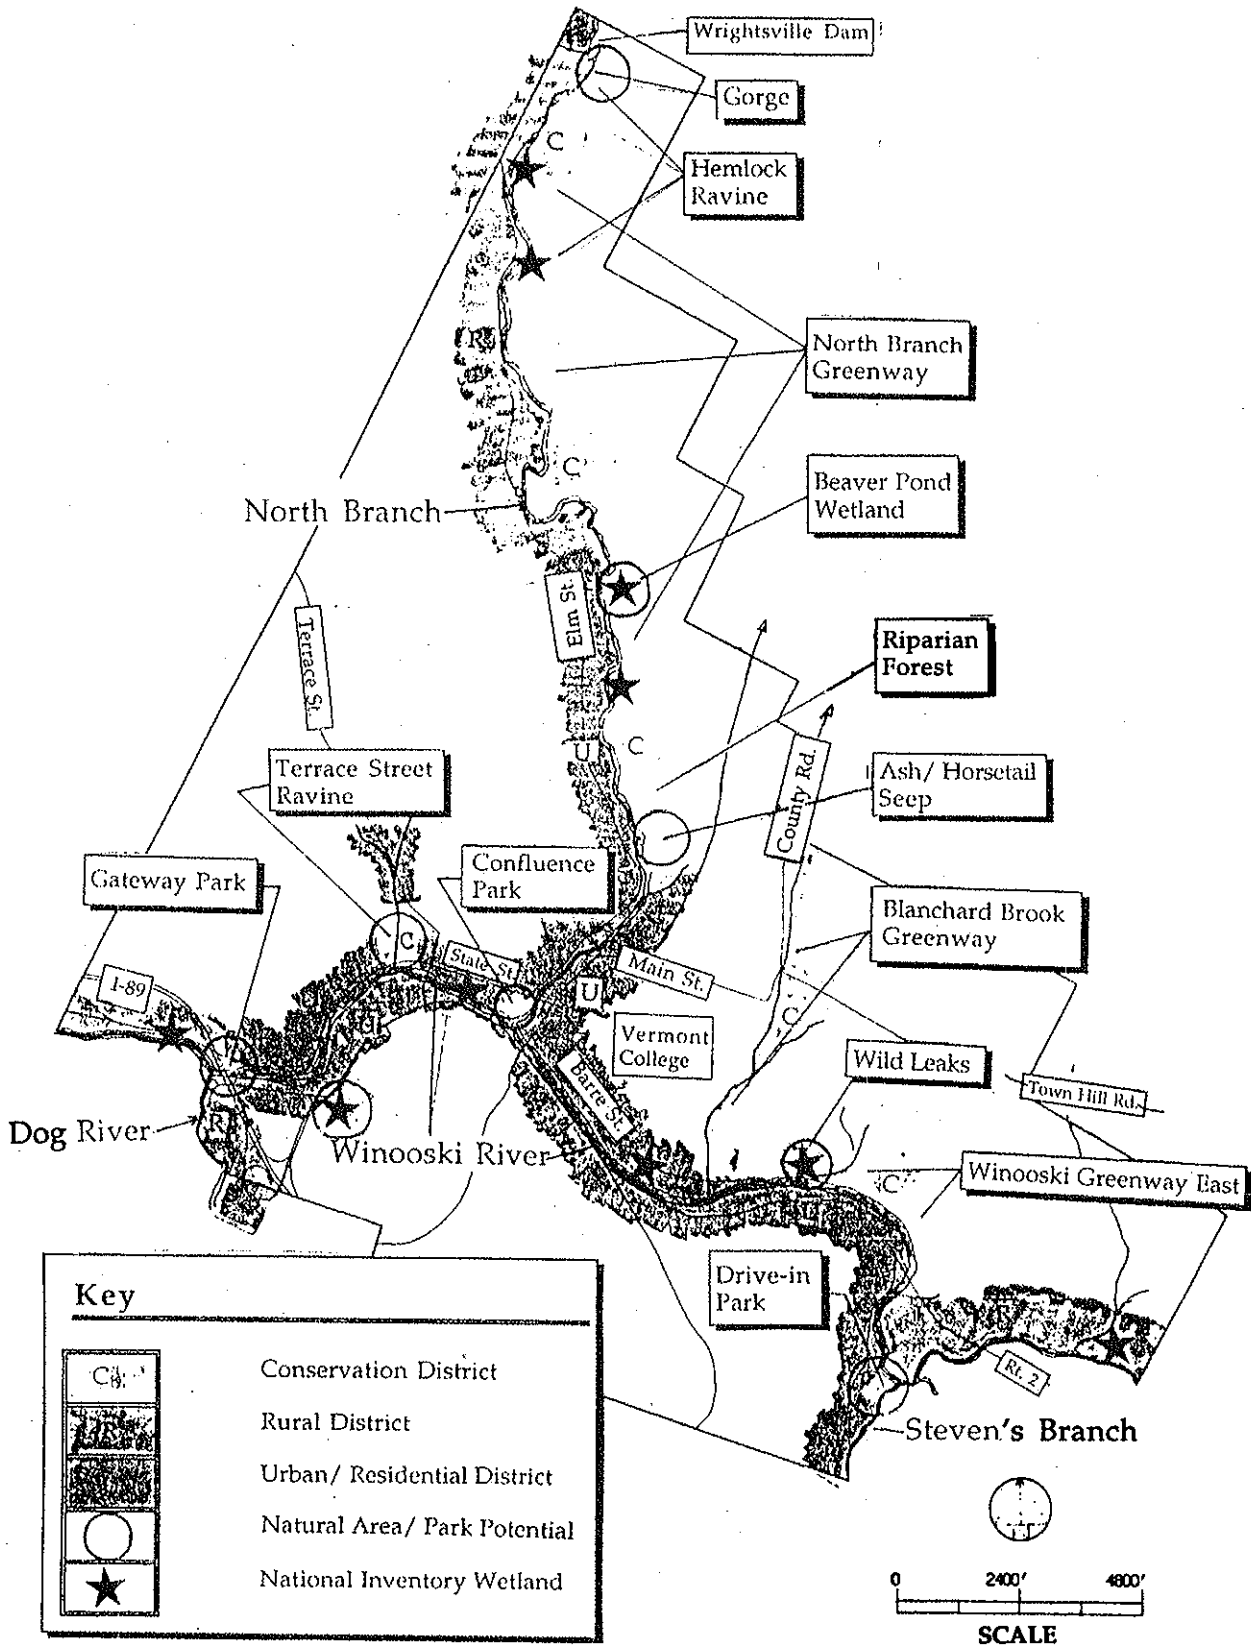 Wrightsville Dam
Gorge
C
Hemlock
Ravine
R
North Branch
Greenway
C
North Branch
Beaver Pond
Wetland
Elm St.
Terrace St.
Riparian
Forest
U
C
County Rd.
Terrace Street
Ravine
Ash/ Horsetail
Seep
Gateway Park
Confluence
Park
Blanchard Brook
Greenway
C
State St.
Main St.
I-89
U
U
U
C
Vermont
College
Wild Leaks
Barre St.
Town Hill Rd.
Dog River
R
Winooski River
Winooski Greenway East
C
U
Drive-in
Park
R
Rt. 2
Steven's Branch
Key
C
Conservation District
R
Rural District
Urban/ Residential District
Natural Area/ Park Potential
National Inventory Wetland
0 2400' 4800'
SCALE